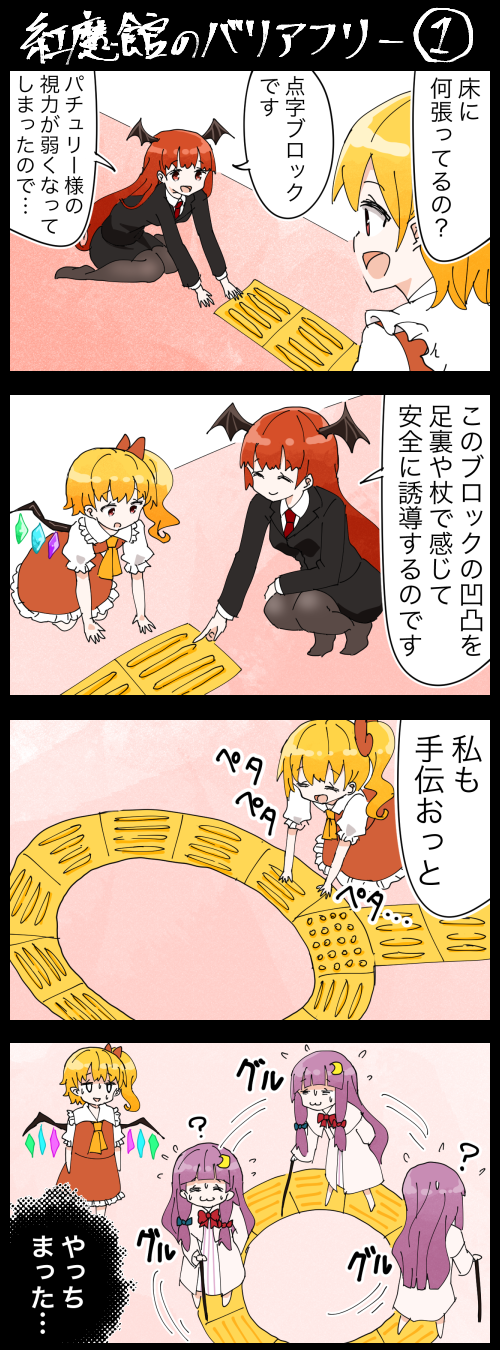 紅魔館のバリアフリー①
床に
何張ってるの?
点字ブロック
です
パチュリー様の
視力が弱くなって
しまったので…
このブロックの凹凸を
足裏や杖で感じて
安全に誘導するのです
私も
手伝おっと
ペタ
ペタ
ペタ…
グル
?
?
グル
グル
やっち
まった…